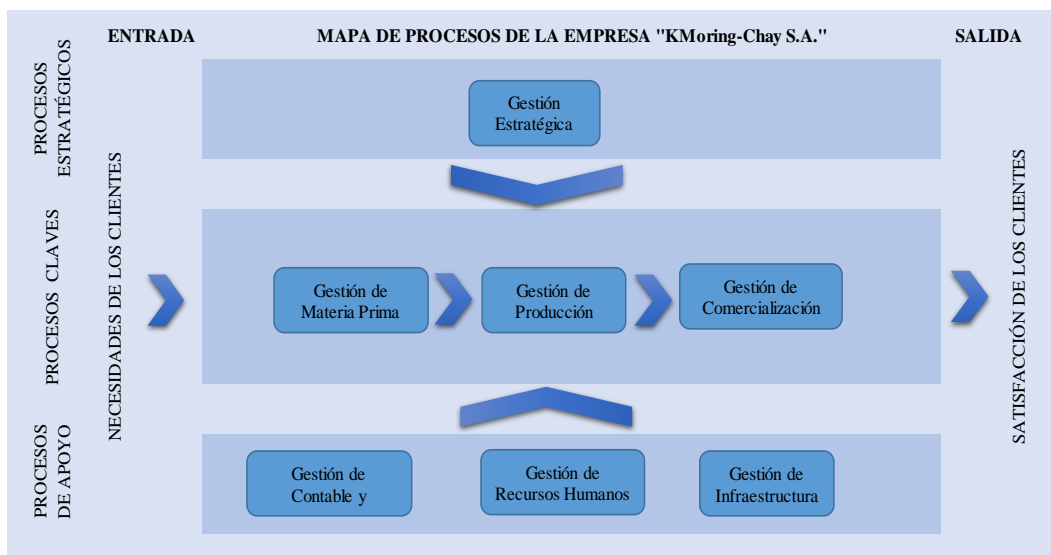 ENTRADA
MAPA DE PROCESOS DE LA EMPRESA "KMoring-Chay S.A."
SALIDA
PROCESOS
ESTRATÉGICOS
Gestión
Estratégica
NECESIDADES DE LOS CLIENTES
PROCESOS CLAVES
Gestión de
Materia Prima
Gestión de
Producción
Gestión de
Comercialización
SATISFACCIÓN DE LOS CLIENTES
PROCESOS
DE APOYO
Gestión de
Contable y
Gestión de
Recursos Humanos
Gestión de
Infraestructura